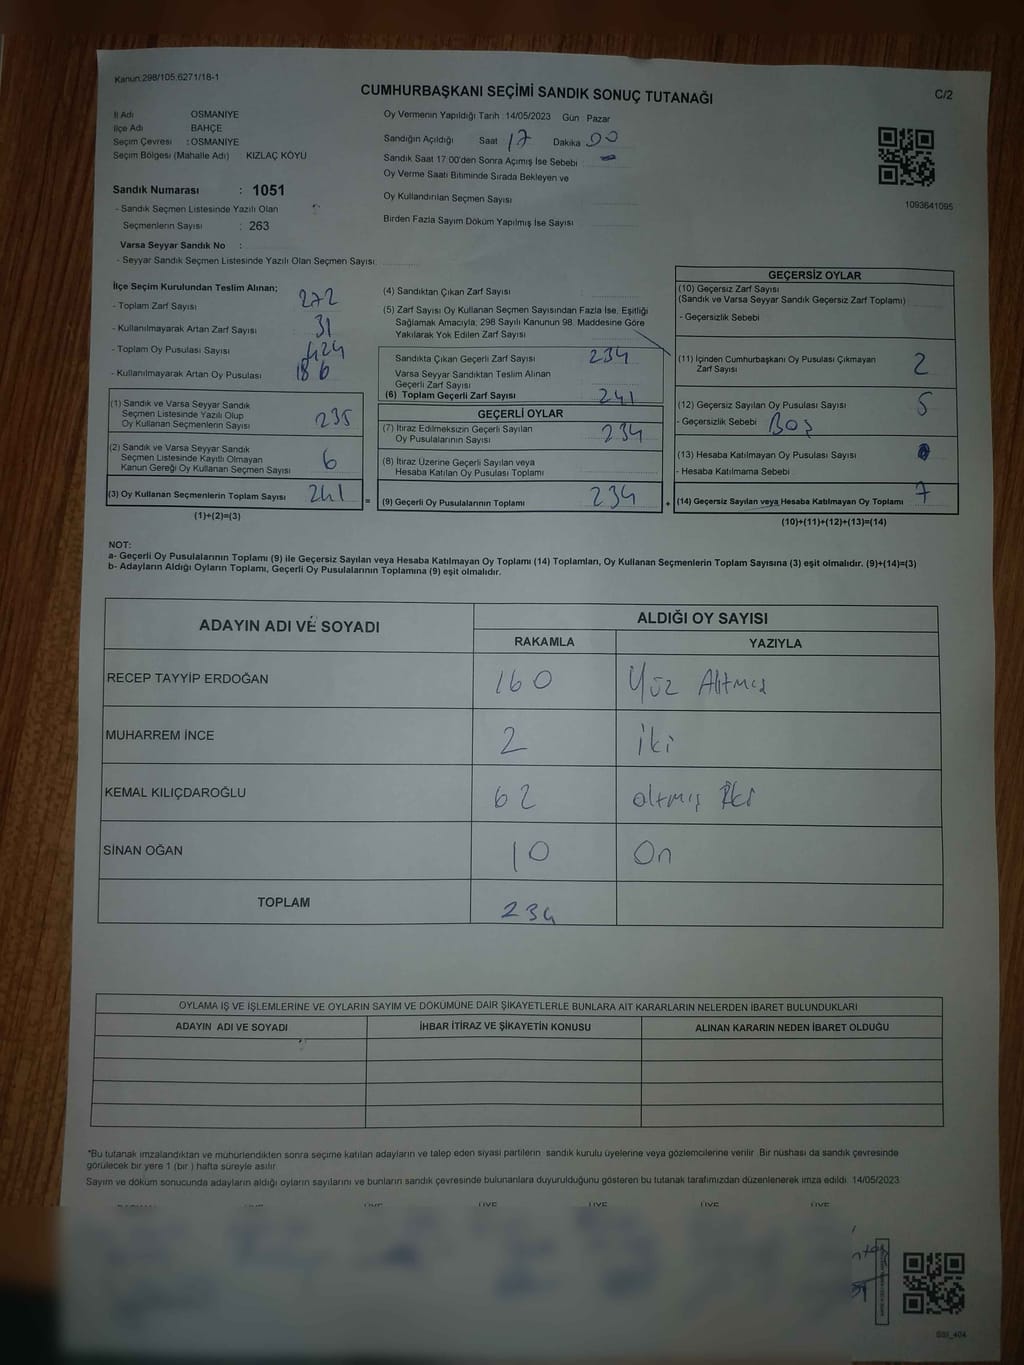 Kanun:298/105,6271/18-1
CUMHURBAŞKANI SEÇİMİ SANDIK SONUÇ TUTANAĞI
C/2
İl Adı OSMANİYE
İlçe Adı BAHÇE
Seçim Çevresi : OSMANİYE
Seçim Bölgesi (Mahalle Adı) KIZLAÇ KÖYÜ
Sandık Numarası : 1051
- Sandık Seçmen Listesinde Yazılı Olan
Seçmenlerin Sayısı : 263
Varsa Seyyar Sandık No :
- Seyyar Sandık Seçmen Listesinde Yazılı Olan Seçmen Sayısı:
Oy Vermenin Yapıldığı Tarih : 14/05/2023 Gün : Pazar
Sandığın Açıldığı Saat 17 Dakika 00
Sandık Saat 17:00'den Sonra Açılmış İse Sebebi : -
Oy Verme Saati Bitiminde Sırada Bekleyen ve
Oy Kullandırılan Seçmen Sayısı
Birden Fazla Sayım Döküm Yapılmış İse Sayısı
1093641095
İlçe Seçim Kurulundan Teslim Alınan;
- Toplam Zarf Sayısı 272
- Kullanılmayarak Artan Zarf Sayısı 31
- Toplam Oy Pusulası Sayısı 424
- Kullanılmayarak Artan Oy Pusulası 186
(1) Sandık ve Varsa Seyyar Sandık
Seçmen Listesinde Yazılı Olup
Oy Kullanan Seçmenlerin Sayısı 235
(2) Sandık ve Varsa Seyyar Sandık
Seçmen Listesinde Kayıtlı Olmayan
Kanun Gereği Oy Kullanan Seçmen Sayısı 6
(3) Oy Kullanan Seçmenlerin Toplam Sayısı 241
(1)+(2)=(3)
(4) Sandıktan Çıkan Zarf Sayısı
(5) Zarf Sayısı Oy Kullanan Seçmen Sayısından Fazla İse, Eşitliği
Sağlamak Amacıyla, 298 Sayılı Kanunun 98. Maddesine Göre
Yakılarak Yok Edilen Zarf Sayısı
Sandıkta Çıkan Geçerli Zarf Sayısı 234
Varsa Seyyar Sandıktan Teslim Alınan
Geçerli Zarf Sayısı
(6) Toplam Geçerli Zarf Sayısı 241
GEÇERLİ OYLAR
(7) İtiraz Edilmeksizin Geçerli Sayılan
Oy Pusulalarının Sayısı 234
(8) İtiraz Üzerine Geçerli Sayılan veya
Hesaba Katılan Oy Pusulası Toplamı
= (9) Geçerli Oy Pusulalarının Toplamı 234 +
GEÇERSİZ OYLAR
(10) Geçersiz Zarf Sayısı
(Sandık ve Varsa Seyyar Sandık Geçersiz Zarf Toplamı)
- Geçersizlik Sebebi
(11) İçinden Cumhurbaşkanı Oy Pusulası Çıkmayan
Zarf Sayısı 2
(12) Geçersiz Sayılan Oy Pusulası Sayısı 5
- Geçersizlik Sebebi Boş
(13) Hesaba Katılmayan Oy Pusulası Sayısı
- Hesaba Katılmama Sebebi
(14) Geçersiz Sayılan veya Hesaba Katılmayan Oy Toplamı 7
(10)+(11)+(12)+(13)=(14)
NOT:
a- Geçerli Oy Pusulalarının Toplamı (9) ile Geçersiz Sayılan veya Hesaba Katılmayan Oy Toplamı (14) Toplamları, Oy Kullanan Seçmenlerin Toplam Sayısına (3) eşit olmalıdır. (9)+(14)=(3)
b- Adayların Aldığı Oyların Toplamı, Geçerli Oy Pusulalarının Toplamına (9) eşit olmalıdır.
ADAYIN ADI VE SOYADI
ALDIĞI OY SAYISI
RAKAMLA YAZIYLA
RECEP TAYYİP ERDOĞAN 160 Yüz Altmış
MUHARREM İNCE 2 iki
KEMAL KILIÇDAROĞLU 62 altmış iki
SİNAN OĞAN 10 On
TOPLAM 234
OYLAMA İŞ VE İŞLEMLERİNE VE OYLARIN SAYIM VE DÖKÜMÜNE DAİR ŞİKAYETLERLE BUNLARA AİT KARARLARIN NELERDEN İBARET BULUNDUKLARI
ADAYIN ADI VE SOYADI İHBAR İTİRAZ VE ŞİKAYETİN KONUSU ALINAN KARARIN NEDEN İBARET OLDUĞU
*Bu tutanak imzalandıktan ve mühürlendikten sonra seçime katılan adayların ve talep eden siyasi partilerin sandık kurulu üyelerine veya gözlemcilerine verilir. Bir nüshası da sandık çevresinde
görülecek bir yere 1 (bir ) hafta süreyle asılır.
Sayım ve döküm sonucunda adayların aldığı oyların sayılarını ve bunların sandık çevresinde bulunanlara duyurulduğunu gösteren bu tutanak tarafımızdan düzenlenerek imza edildi. 14/05/2023
ÜYE ÜYE ÜYE ÜYE ÜYE